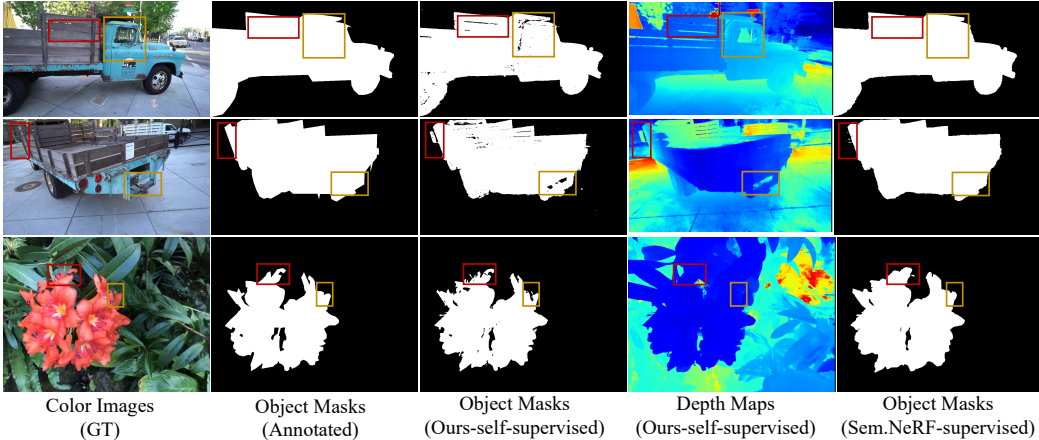 Color Images
(GT)
Object Masks
(Annotated)
Object Masks
(Ours-self-supervised)
Depth Maps
(Ours-self-supervised)
Object Masks
(Sem.NeRF-supervised)